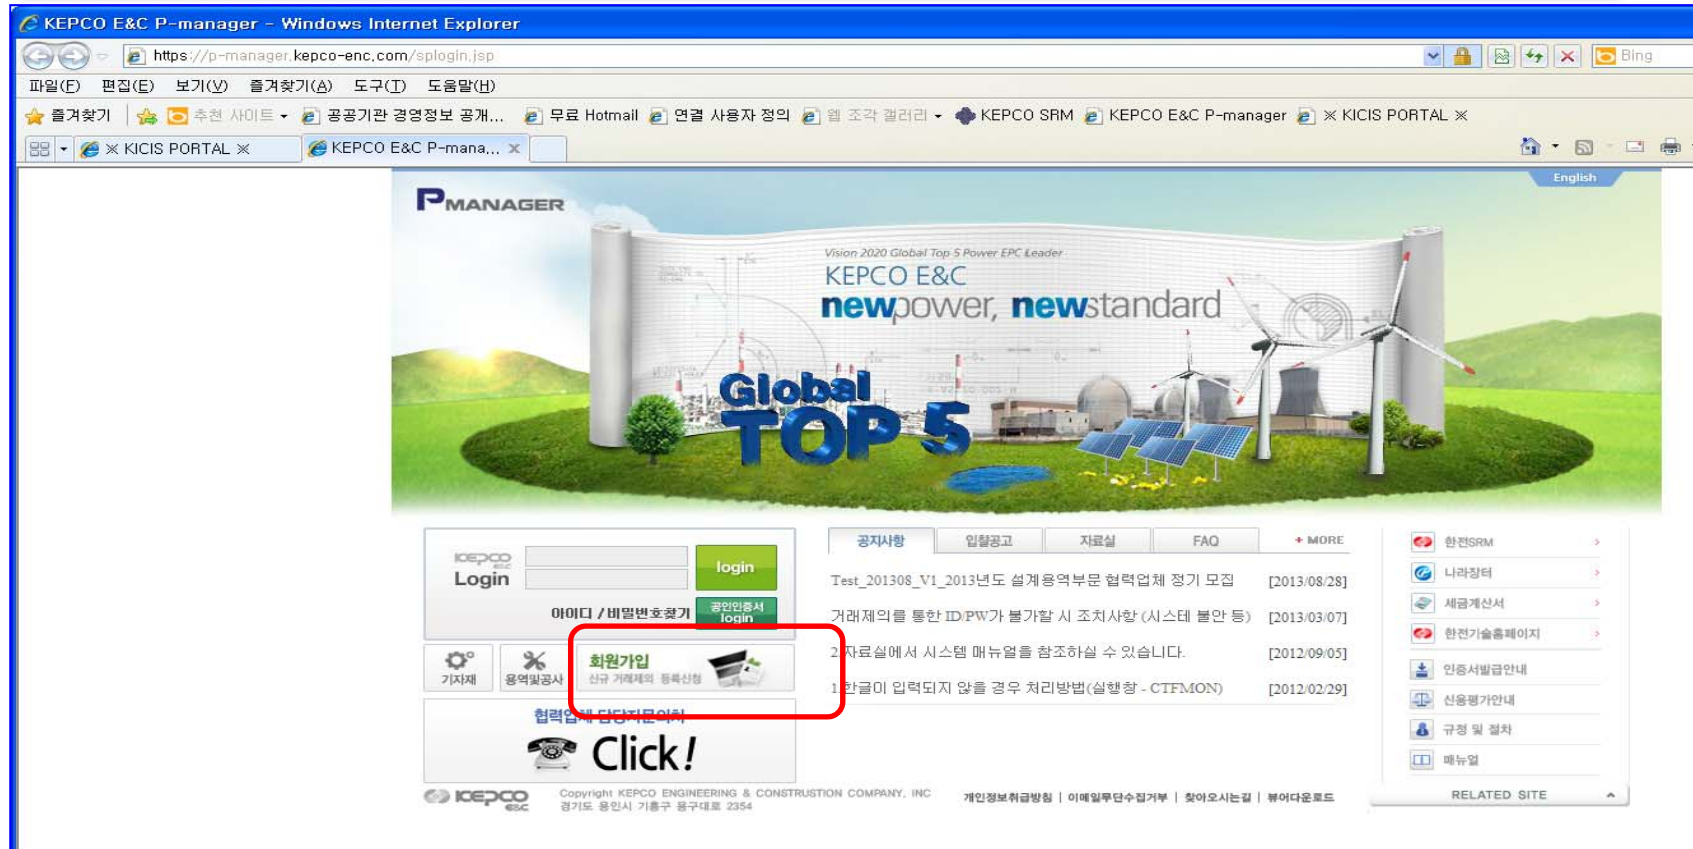 KEPCO E&C P-manager - Windows Internet Explorer
https://p-manager.kepco-enc.com/splogin.jsp
Bing
파일(F) 편집(E) 보기(V) 즐겨찾기(A) 도구(T) 도움말(H)
즐겨찾기 추천 사이트 공공기관 경영정보 공개... 무료 Hotmail 연결 사용자 정의 웹 조각 갤러리 KEPCO SRM KEPCO E&C P-manager ※ KICIS PORTAL ※
※ KICIS PORTAL ※ KEPCO E&C P-mana...
English
PMANAGER
Vision 2020 Global Top 5 Power EPC Leader
KEPCO E&C
newpower, newstandard
Global
TOP 5
KEPCO E&C
Login
login
아이디 / 비밀번호찾기
공인인증서
login
기자재
용역및공사
회원가입
신규 거래제의 등록신청
협력업체 담당자문의처
Click!
공지사항 입찰공고 자료실 FAQ + MORE
Test_201308_V1_2013년도 설계용역부문 협력업체 정기 모집 [2013/08/28]
거래제의를 통한 ID/PW가 불가할 시 조치사항 (시스테 불안 등) [2013/03/07]
2.자료실에서 시스템 매뉴얼을 참조하실 수 있습니다. [2012/09/05]
1.한글이 입력되지 않을 경우 처리방법(실행창 - CTFMON) [2012/02/29]
한전SRM
나라장터
세금계산서
한전기술홈페이지
인증서발급안내
신용평가안내
규정 및 절차
매뉴얼
RELATED SITE
KEPCO E&C
Copyright KEPCO ENGINEERING & CONSTRUSTION COMPANY, INC
경기도 용인시 기흥구 용구대로 2354
개인정보취급방침 | 이메일무단수집거부 | 찾아오시는길 | 뷰어다운로드